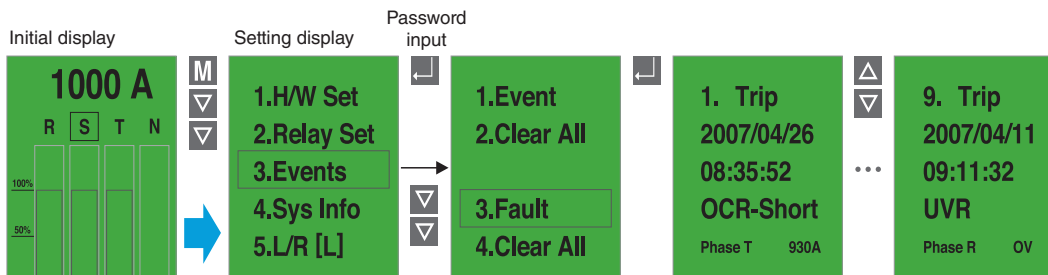 Initial display
1000 A
R S T N
100%
50%
M
Setting display
1.H/W Set
2.Relay Set
3.Events
4.Sys Info
5.L/R [L]
Password
input
1.Event
2.Clear All
3.Fault
4.Clear All
1. Trip
2007/04/26
08:35:52
OCR-Short
Phase T 930A
...
9. Trip
2007/04/11
09:11:32
UVR
Phase R OV